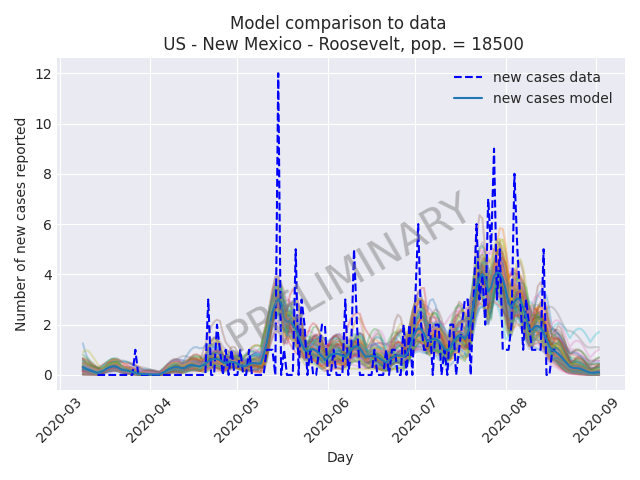 Model comparison to data
US - New Mexico - Roosevelt, pop. = 18500
new cases data
new cases model
PRELIMINARY
Number of new cases reported
12
10
8
6
4
2
0
2020-03
2020-04
2020-05
2020-06
2020-07
2020-08
2020-09
Day